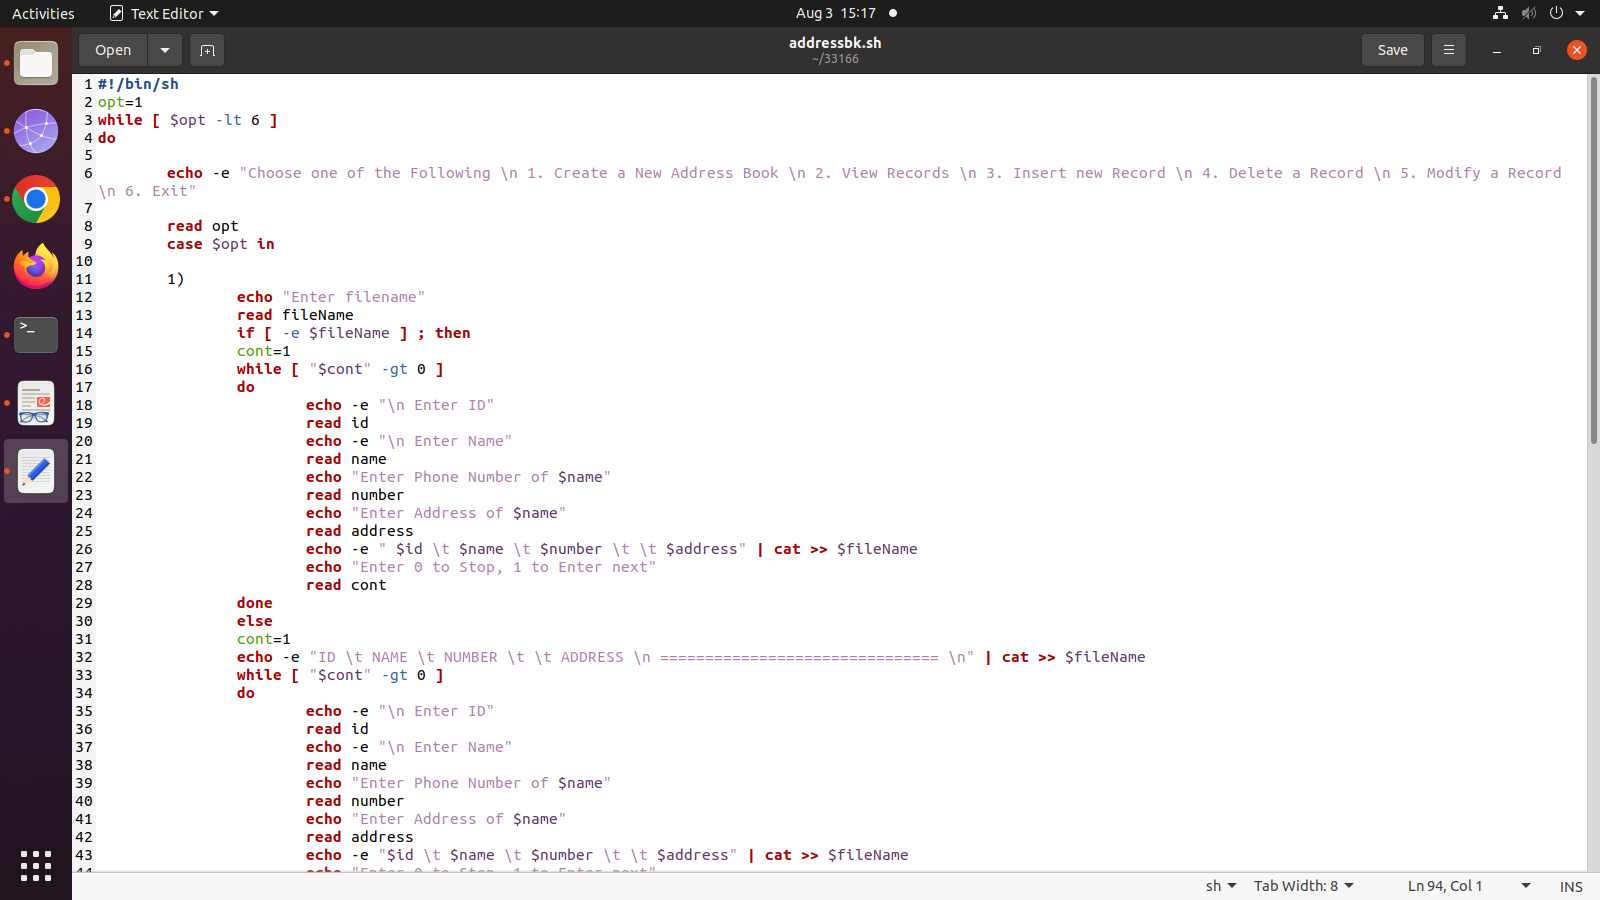 Activities Text Editor Aug 3 15:17
Open addressbk.sh Save
~/33166
1 #!/bin/sh
2 opt=1
3 while [ $opt -lt 6 ]
4 do
5
6 echo -e "Choose one of the Following \n 1. Create a New Address Book \n 2. View Records \n 3. Insert new Record \n 4. Delete a Record \n 5. Modify a Record
\n 6. Exit"
7
8 read opt
9 case $opt in
10
11 1)
12 echo "Enter filename"
13 read fileName
14 if [ -e $fileName ] ; then
15 cont=1
16 while [ "$cont" -gt 0 ]
17 do
18 echo -e "\n Enter ID"
19 read id
20 echo -e "\n Enter Name"
21 read name
22 echo "Enter Phone Number of $name"
23 read number
24 echo "Enter Address of $name"
25 read address
26 echo -e " $id \t $name \t $number \t \t $address" | cat >> $fileName
27 echo "Enter 0 to Stop, 1 to Enter next"
28 read cont
29 done
30 else
31 cont=1
32 echo -e "ID \t NAME \t NUMBER \t \t ADDRESS \n =============================== \n" | cat >> $fileName
33 while [ "$cont" -gt 0 ]
34 do
35 echo -e "\n Enter ID"
36 read id
37 echo -e "\n Enter Name"
38 read name
39 echo "Enter Phone Number of $name"
40 read number
41 echo "Enter Address of $name"
42 read address
43 echo -e "$id \t $name \t $number \t \t $address" | cat >> $fileName
44 echo "Enter 0 to Stop, 1 to Enter next"
sh Tab Width: 8 Ln 94, Col 1 INS